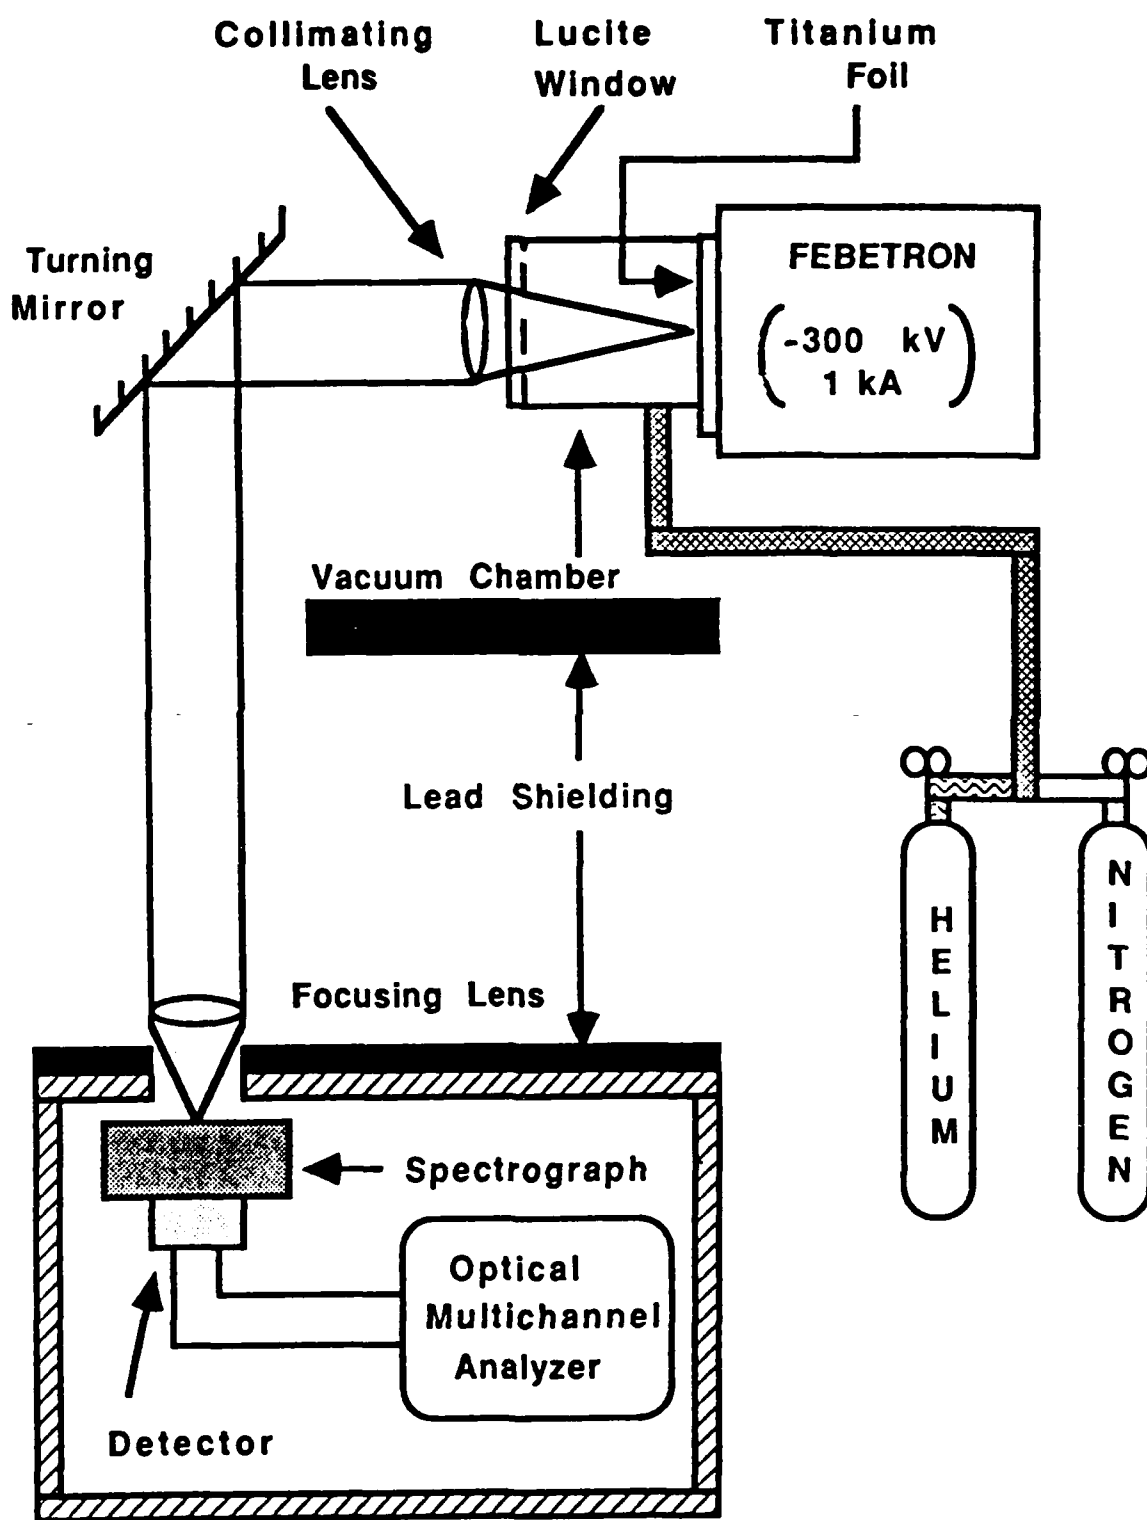 Collimating
Lens
Lucite
Window
Titanium
Foil
Turning
Mirror
FEBETRON
(-300 kV
1 kA)
Vacuum Chamber
Lead Shielding
HELIUM
NITROGEN
Focusing Lens
Spectrograph
Optical
Multichannel
Analyzer
Detector